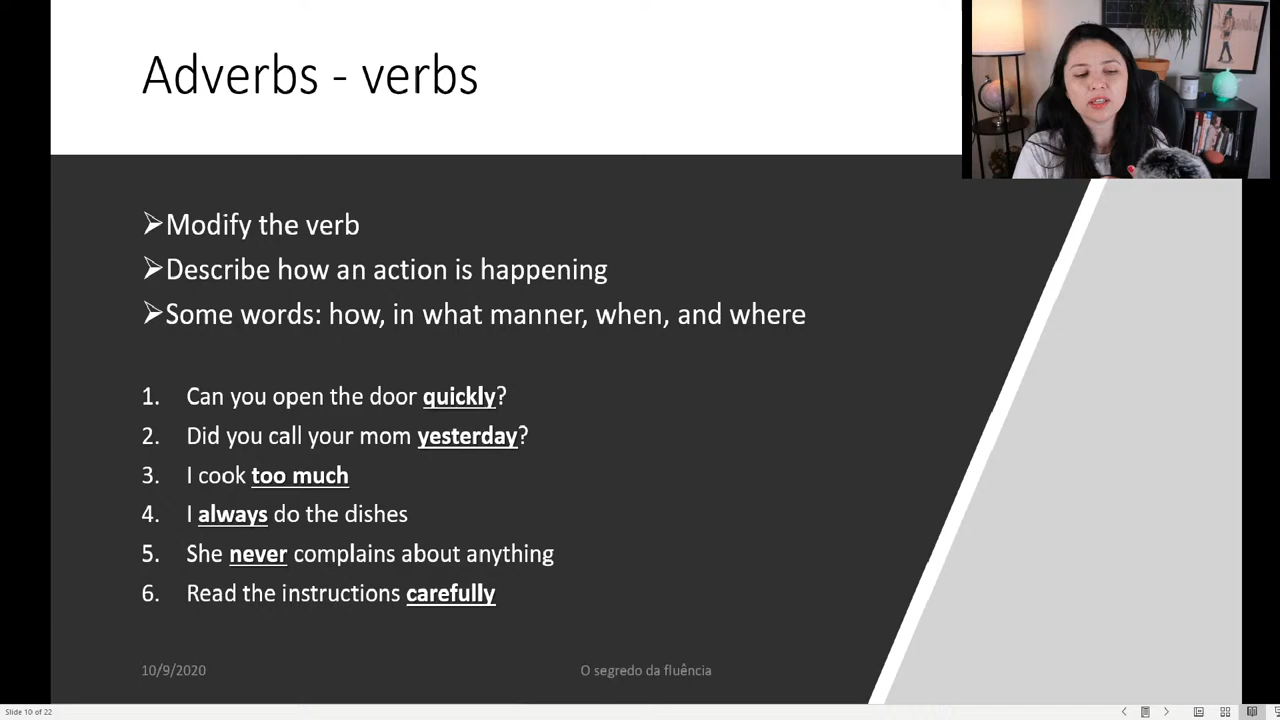 Adverbs - verbs
➢Modify the verb
➢Describe how an action is happening
➢Some words: how, in what manner, when, and where
1. Can you open the door quickly?
2. Did you call your mom yesterday?
3. I cook too much
4. I always do the dishes
5. She never complains about anything
6. Read the instructions carefully
10/9/2020 O segredo da fluência
Slide 10 of 22